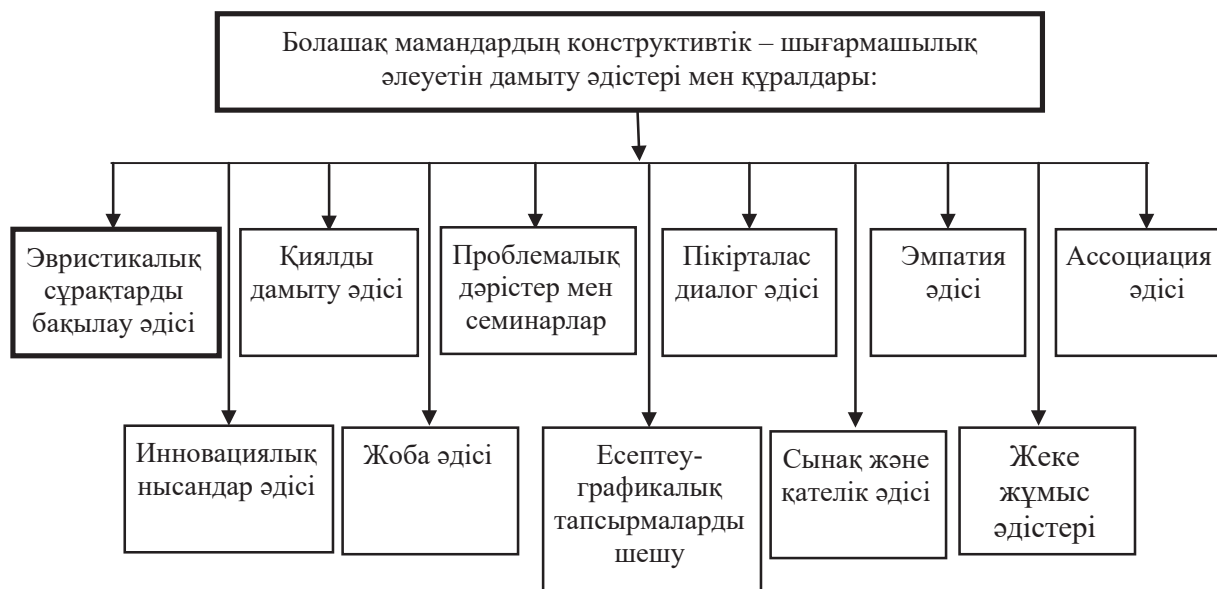 Болашақ мамандардың конструктивтік – шығармашылық
әлеуетін дамыту әдістері мен құралдары:
Эвристикалық
сұрақтарды
бақылау әдісі
Қиялды
дамыту әдісі
Проблемалық
дәрістер мен
семинарлар
Пікірталас
диалог әдісі
Эмпатия
әдісі
Ассоциация
әдісі
Инновациялық
нысандар әдісі
Жоба әдісі
Есептеу-
графикалық
тапсырмаларды
шешу
Сынақ және
қателік әдісі
Жеке
жұмыс
әдістері